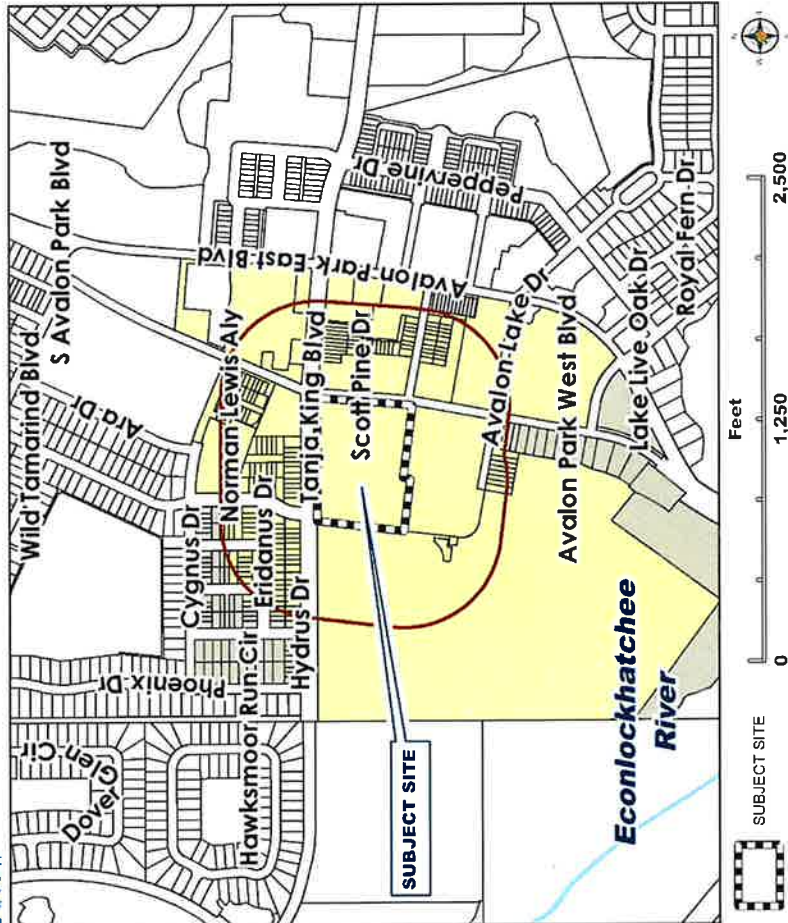 Wild Tamarind Blvd
S Avalon Park Blvd
Ara Dr
Cygnus Dr
Norman Lewis Aly
Eridanus Dr
Phoenix Dr
Dover Glen Cir
Hawksmoor Run Cir
Hydrus Dr
Tanja King Blvd
Avalon Park East Blvd
Scott Pine Dr
Peppervine Dr
SUBJECT SITE
Avalon Lake Dr
Avalon Park West Blvd
Lake Live Oak Dr
Royal Fern Dr
Econlockhatchee
River
SUBJECT SITE
Feet
0 1,250 2,500